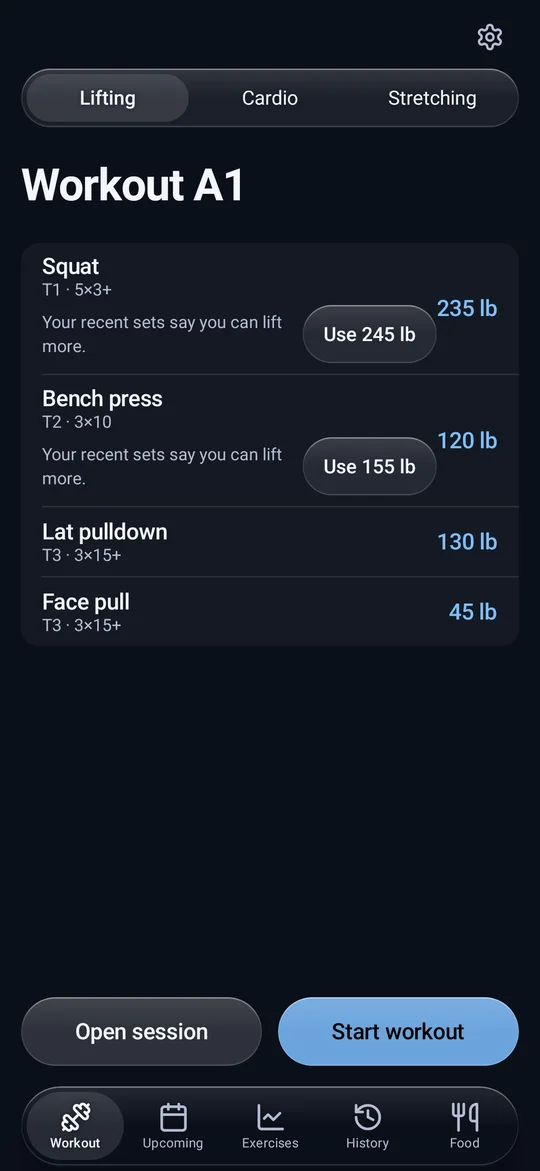 Lifting
Cardio
Stretching
Workout A1
Squat
T1 · 5×3+
Your recent sets say you can lift
more.
Use 245 lb
235 lb
Bench press
T2 · 3×10
Your recent sets say you can lift
more.
Use 155 lb
120 lb
Lat pulldown
T3 · 3×15+
130 lb
Face pull
T3 · 3×15+
45 lb
Open session
Start workout
Workout
Upcoming
Exercises
History
Food